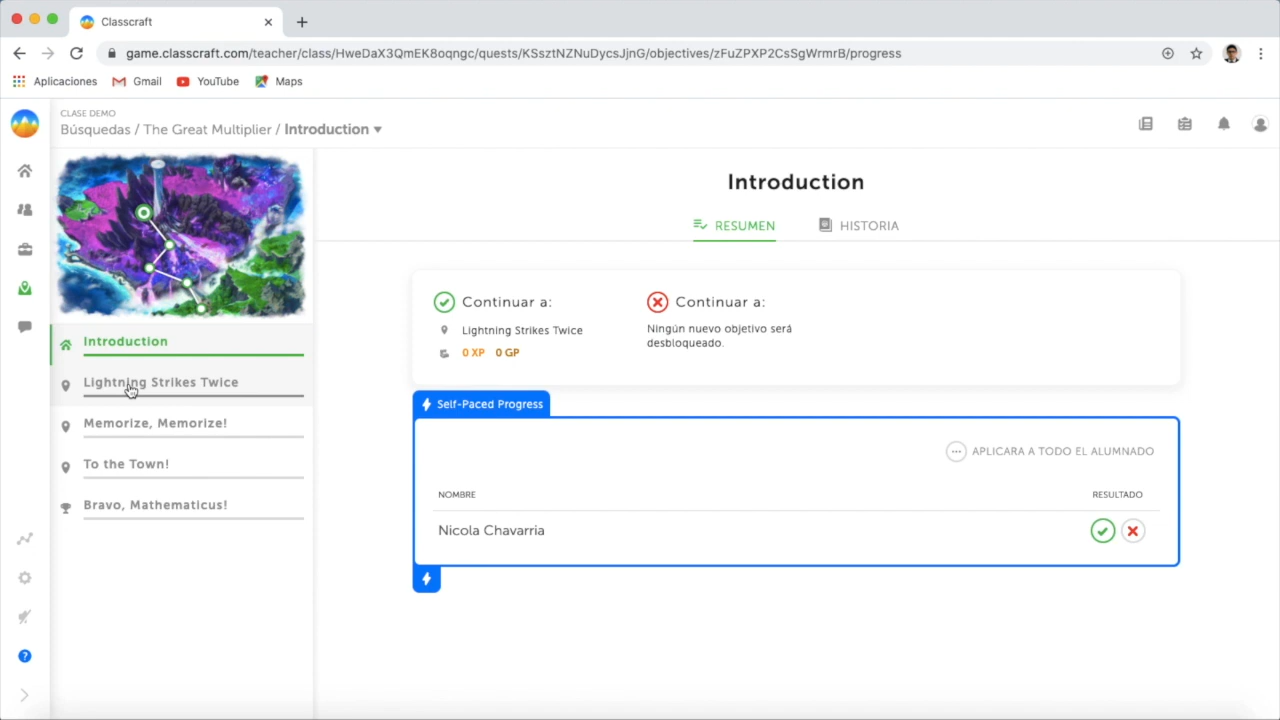 Classcraft
game.classcraft.com/teacher/class/HweDaX3QmEK8oqngc/quests/KSsztNZNuDycsJjnG/objectives/zFuZPXP2CsSgWrmrB/progress
Aplicaciones Gmail YouTube Maps
CLASE DEMO
Búsquedas / The Great Multiplier / Introduction
Introduction
RESUMEN HISTORIA
Continuar a: Continuar a:
Lightning Strikes Twice Ningún nuevo objetivo será
desbloqueado.
0 XP 0 GP
Introduction
Lightning Strikes Twice
Memorize, Memorize!
To the Town!
Bravo, Mathematicus!
Self-Paced Progress
APLICARA A TODO EL ALUMNADO
NOMBRE RESULTADO
Nicola Chavarria